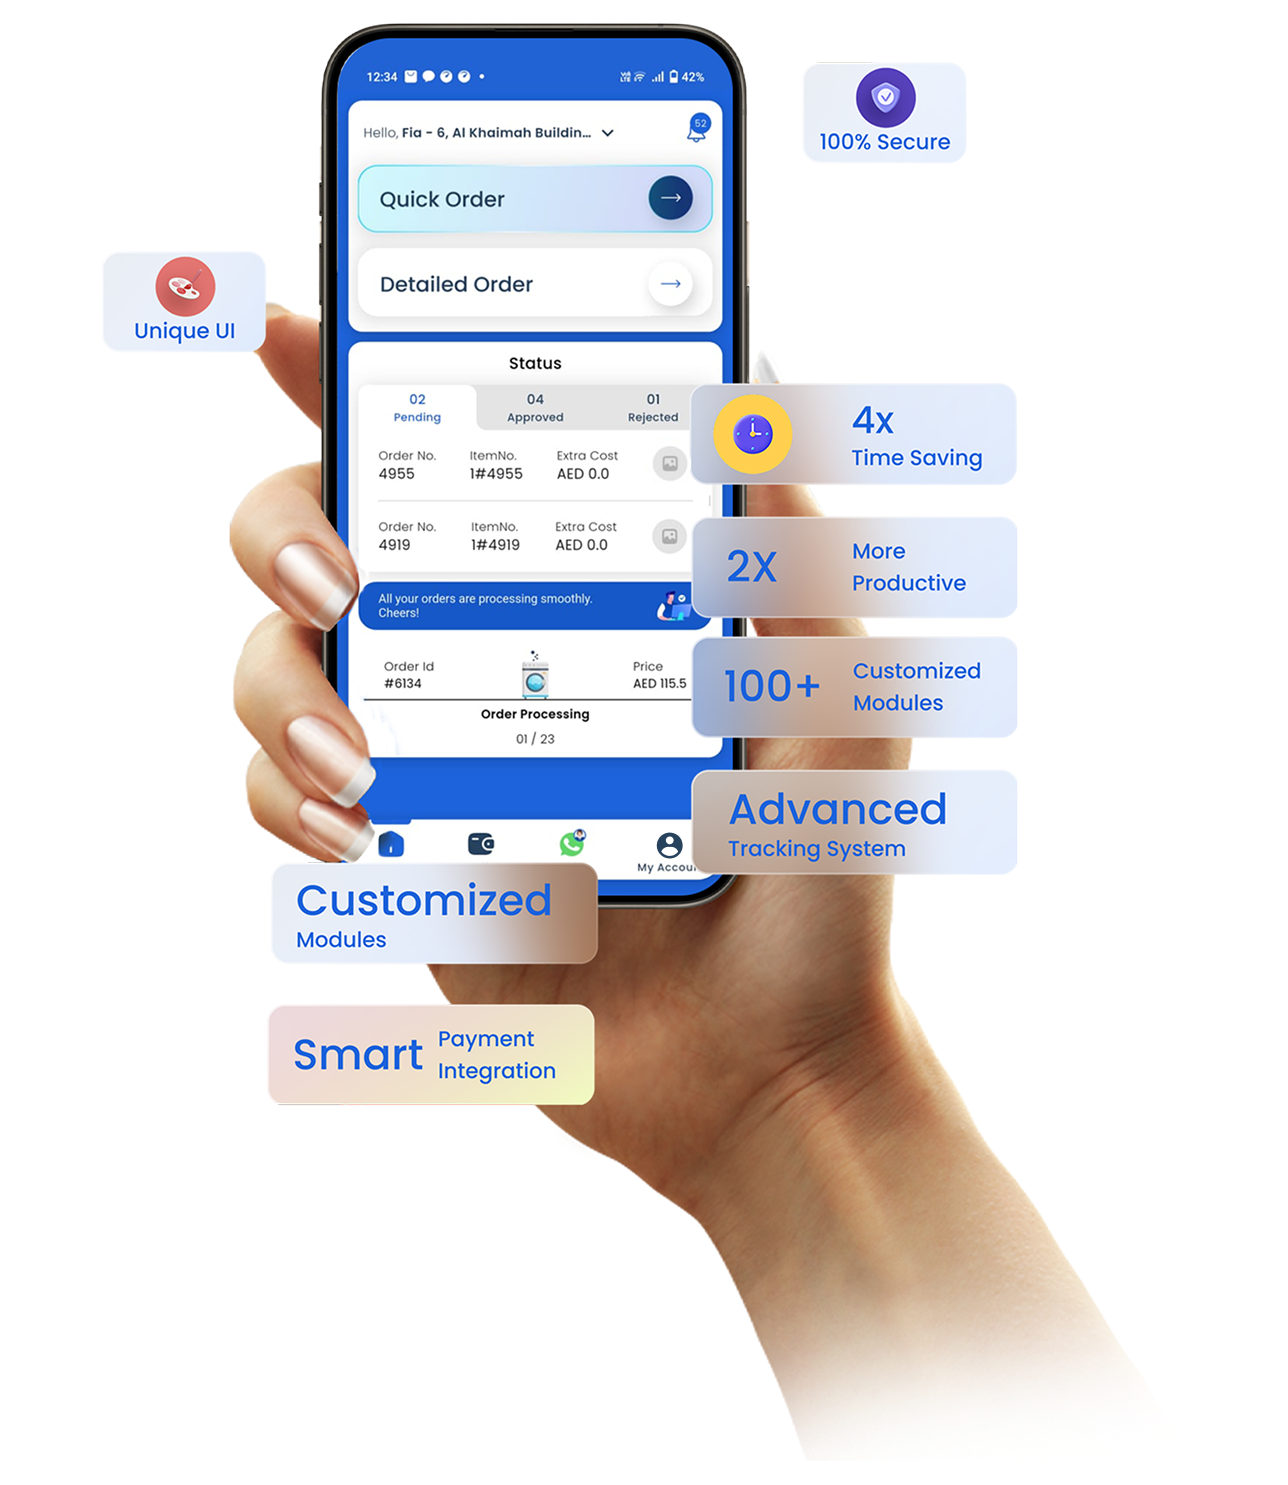 12:34
42%
100% Secure
Hello, Fia - 6, Al Khaimah Buildin...
52
Quick Order
Detailed Order
Unique UI
Status
02
Pending
04
Approved
01
Rejected
Order No.
4955
ItemNo.
1#4955
Extra Cost
AED 0.0
Order No.
4919
ItemNo.
1#4919
Extra Cost
AED 0.0
All your orders are processing smoothly.
Cheers!
Order Id
#6134
Price
AED 115.5
Order Processing
01 / 23
My Accou
4x
Time Saving
2X
More
Productive
100+
Customized
Modules
Advanced
Tracking System
Customized
Modules
Smart
Payment
Integration